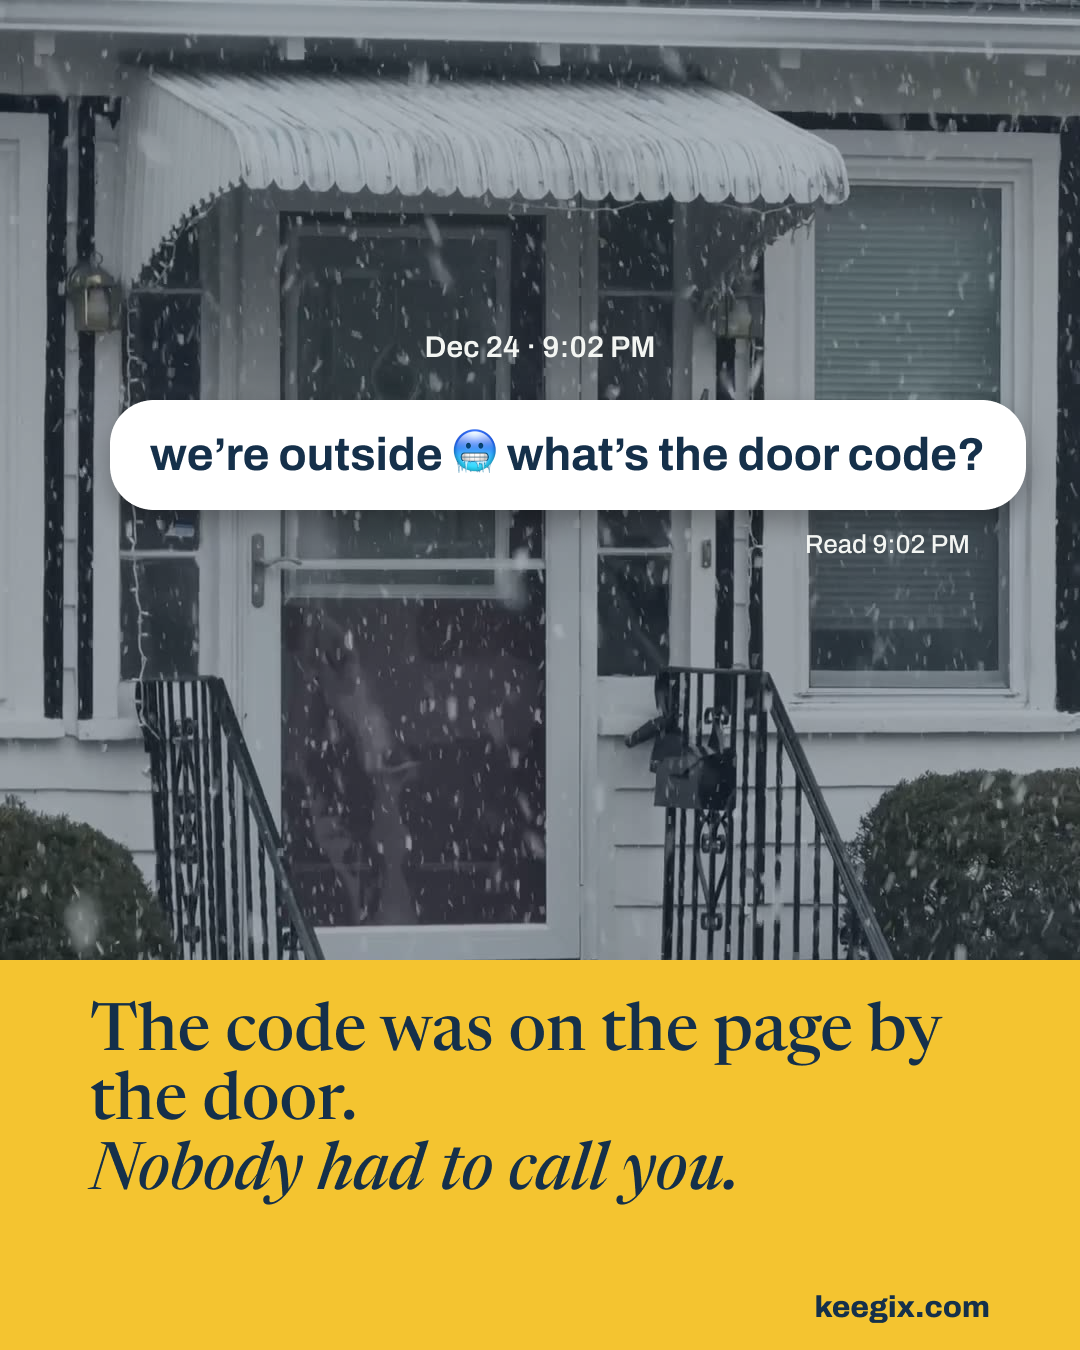 Dec 24 · 9:02 PM
we’re outside 🥶 what’s the door code?
Read 9:02 PM
The code was on the page by
the door.
Nobody had to call you.
keegix.com